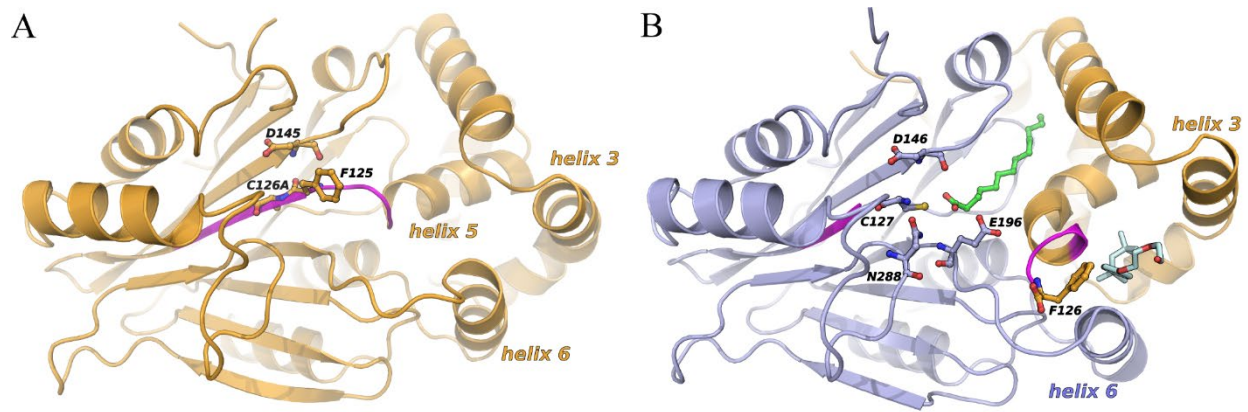 A
D145
F125
C126A
helix 5
helix 3
helix 6
B
D146
helix 3
C127
E196
N288
F126
helix 6